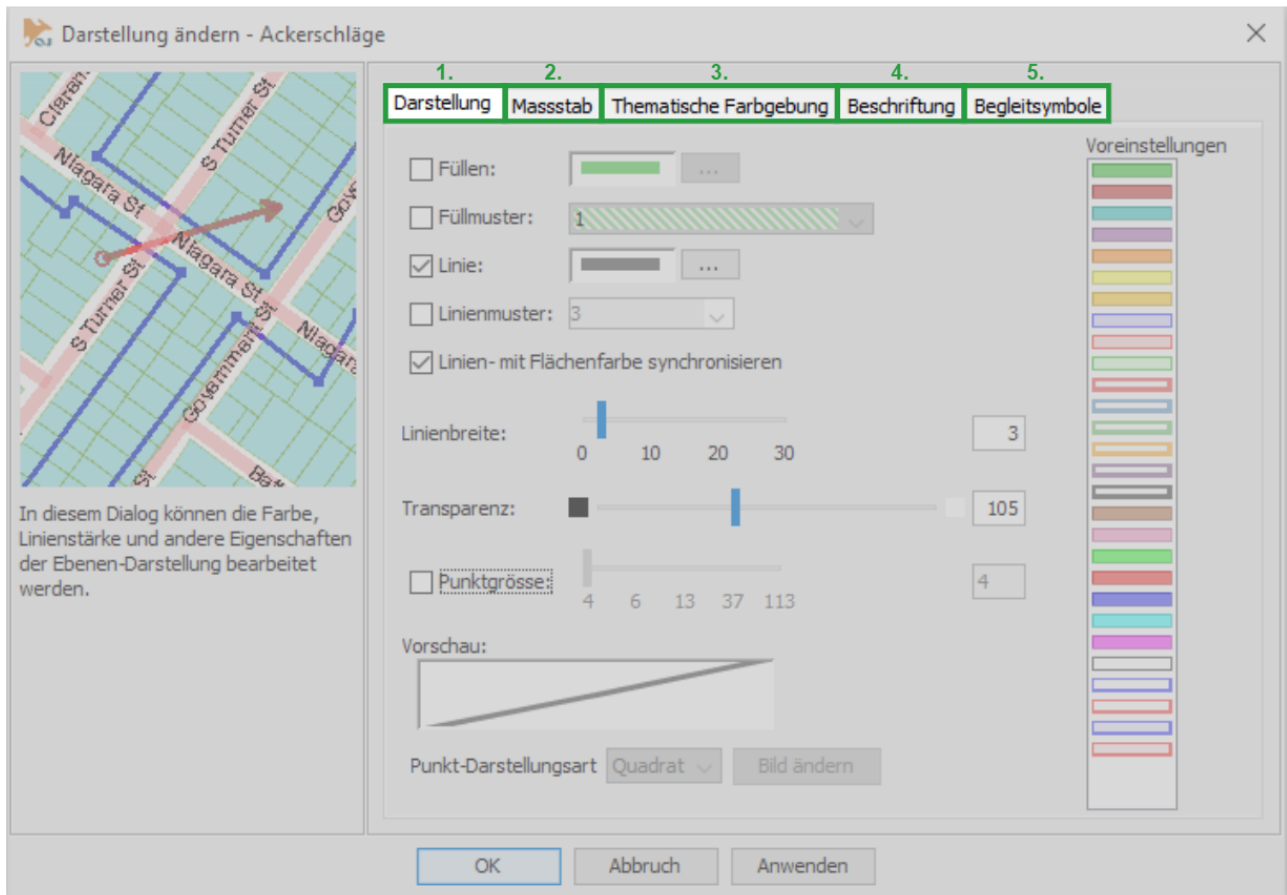 Darstellung ändern - Ackerschläge
Claren
S Turner St
Niagara St
Niagara St
Gov
S Turner St
Government St
Niagara
St
Bat
In diesem Dialog können die Farbe,
Linienstärke und andere Eigenschaften
der Ebenen-Darstellung bearbeitet
werden.
1. 2. 3. 4. 5.
Darstellung Massstab Thematische Farbgebung Beschriftung Begleitsymbole
Voreinstellungen
Füllen: ...
Füllmuster: 1
Linie: ...
Linienmuster: 3
Linien- mit Flächenfarbe synchronisieren
Linienbreite: 3
0 10 20 30
Transparenz: 105
Punktgrösse: 4
4 6 13 37 113
Vorschau:
Punkt-Darstellungsart Quadrat Bild ändern
OK Abbruch Anwenden